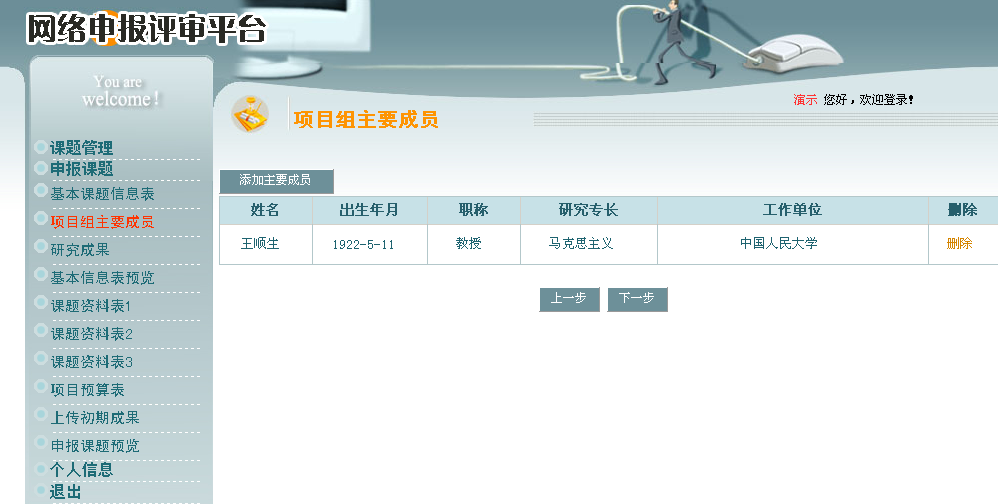 网络申报评审平台
You are
welcome!
课题管理
申报课题
基本课题信息表
项目组主要成员
研究成果
基本信息表预览
课题资料表1
课题资料表2
课题资料表3
项目预算表
上传初期成果
申报课题预览
个人信息
退出
演示 您好，欢迎登录!
项目组主要成员
添加主要成员
姓名 出生年月 职称 研究专长 工作单位 删除
王顺生 1922-5-11 教授 马克思主义 中国人民大学 删除
上一步 下一步